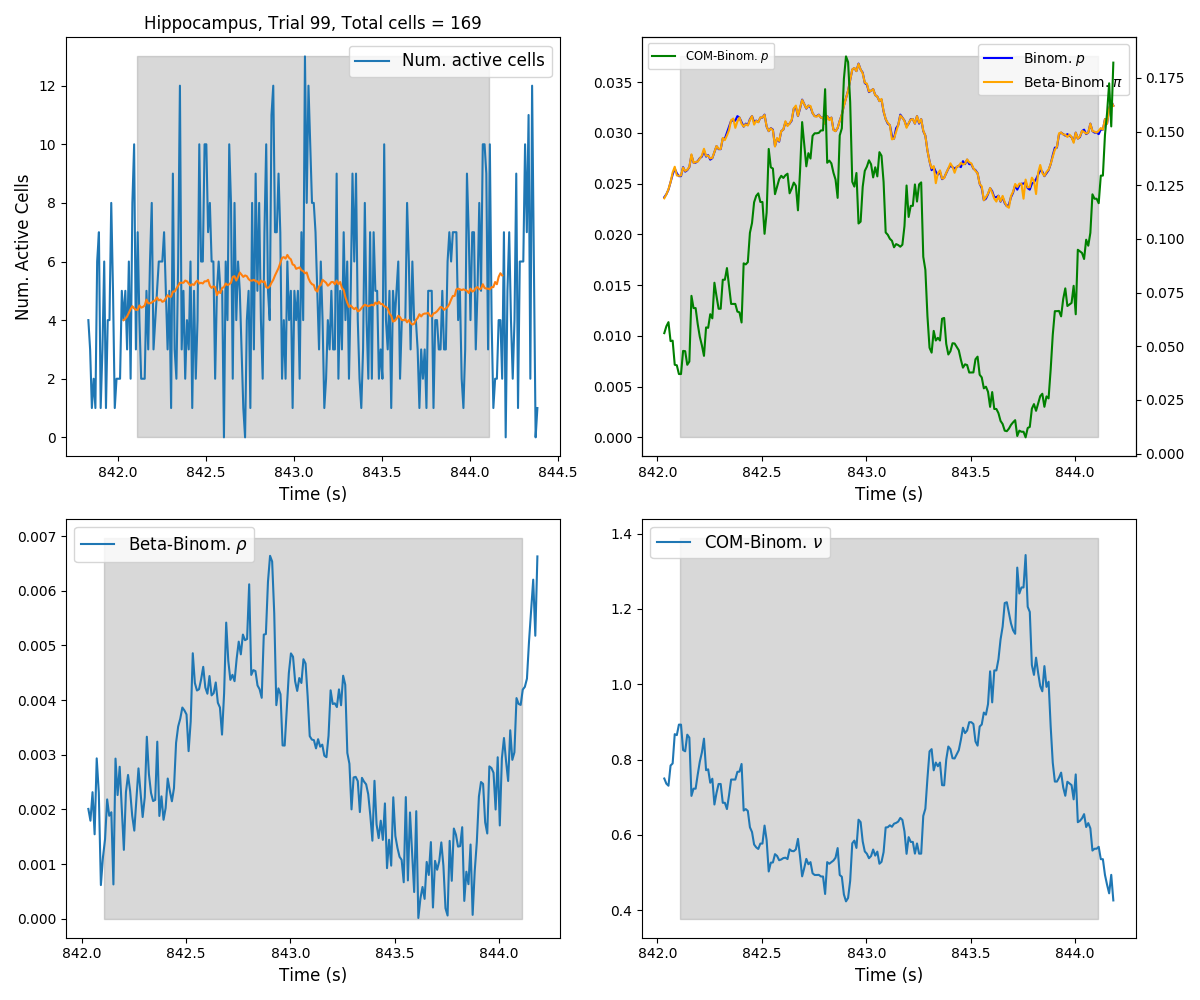 Hippocampus, Trial 99, Total cells = 169
Num. active cells
Num. Active Cells
12
10
8
6
4
2
0
842.0 842.5 843.0 843.5 844.0 844.5
Time (s)
COM-Binom. p
Binom. p
Beta-Binom. π
0.035
0.030
0.025
0.020
0.015
0.010
0.005
0.000
0.175
0.150
0.125
0.100
0.075
0.050
0.025
0.000
842.0 842.5 843.0 843.5 844.0
Time (s)
Beta-Binom. ρ
0.007
0.006
0.005
0.004
0.003
0.002
0.001
0.000
842.0 842.5 843.0 843.5 844.0
Time (s)
COM-Binom. ν
1.4
1.2
1.0
0.8
0.6
0.4
842.0 842.5 843.0 843.5 844.0
Time (s)